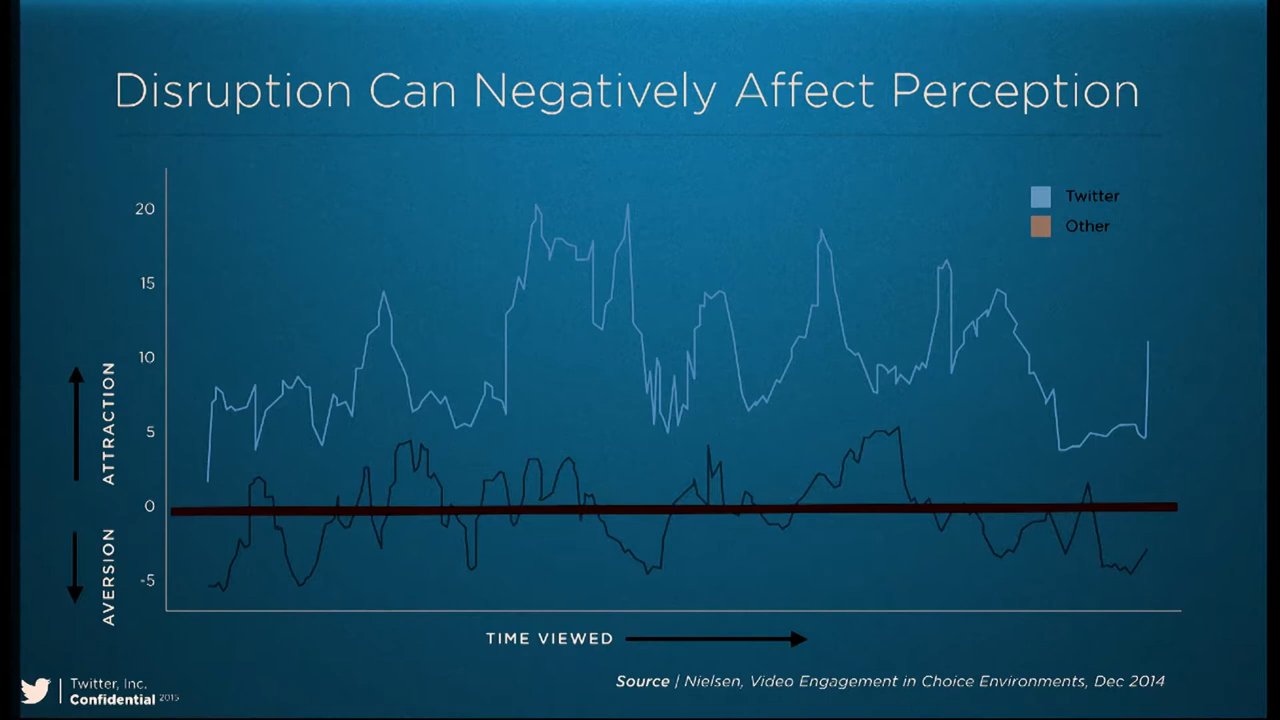 Disruption Can Negatively Affect Perception
Twitter
Other
20
15
10
5
0
-5
ATTRACTION
AVERSION
TIME VIEWED
Source | Nielsen, Video Engagement in Choice Environments, Dec 2014
Twitter, Inc.
Confidential 2015